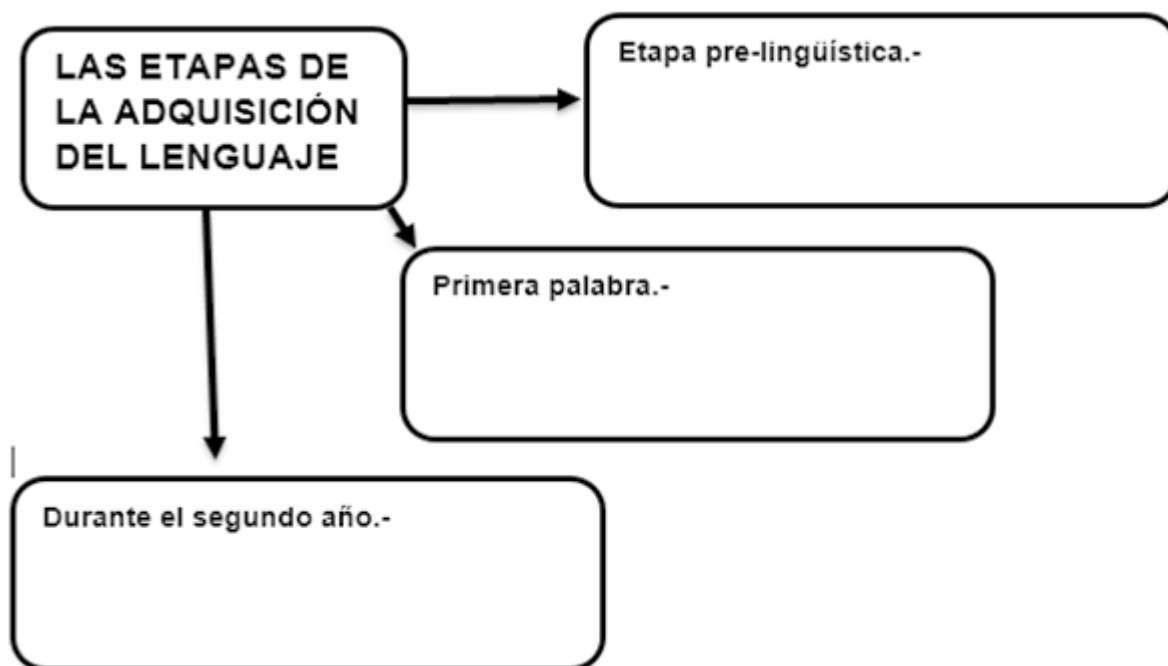 LAS ETAPAS DE
LA ADQUISICIÓN
DEL LENGUAJE
Etapa pre-lingüística.-
Primera palabra.-
Durante el segundo año.-